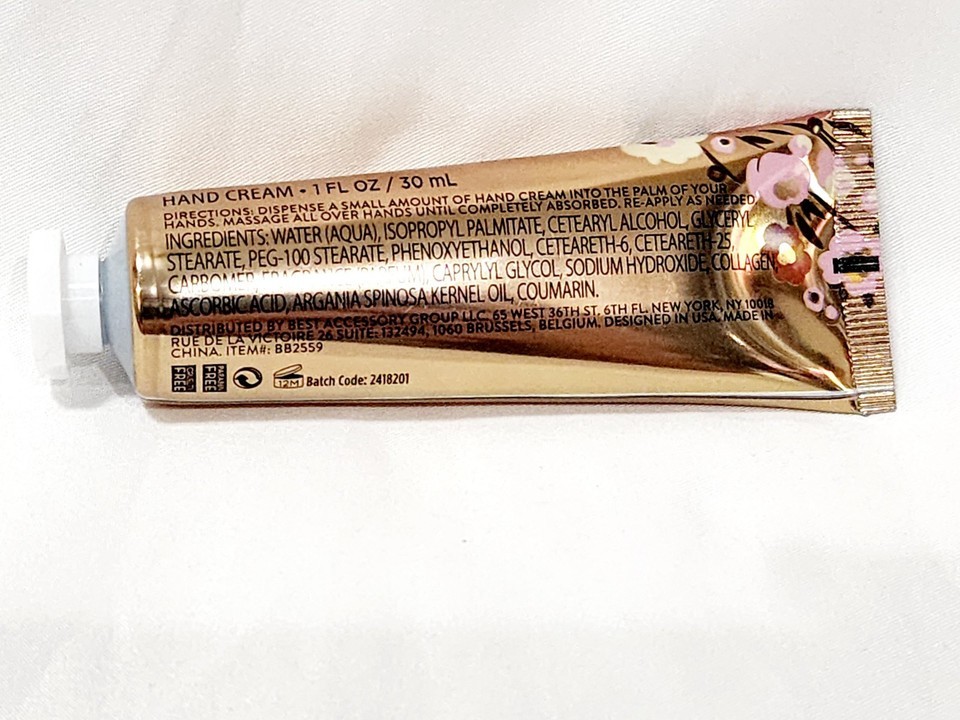 HAND CREAM • 1 FL OZ / 30 mL
DIRECTIONS: DISPENSE A SMALL AMOUNT OF HAND CREAM INTO THE PALM OF YOUR
HANDS. MASSAGE ALL OVER HANDS UNTIL COMPLETELY ABSORBED. RE-APPLY AS NEEDED.
INGREDIENTS: WATER (AQUA), ISOPROPYL PALMITATE, CETEARYL ALCOHOL, GLYCERYL
STEARATE, PEG-100 STEARATE, PHENOXYETHANOL, CETEARETH-6, CETEARETH-25,
CARBOMER, FRAGRANCE (PARFUM), CAPRYLYL GLYCOL, SODIUM HYDROXIDE, COLLAGEN,
ASCORBIC ACID, ARGANIA SPINOSA KERNEL OIL, COUMARIN.
DISTRIBUTED BY BEST ACCESSORY GROUP LLC. 65 WEST 36TH ST. 6TH FL. NEW YORK, NY 10018
RUE DE LA VICTOIRE 26 SUITE: 132494, 1060 BRUSSELS, BELGIUM. DESIGNED IN USA. MADE IN
CHINA. ITEM#: BB2559
FREE FREE 12M Batch Code: 2418201